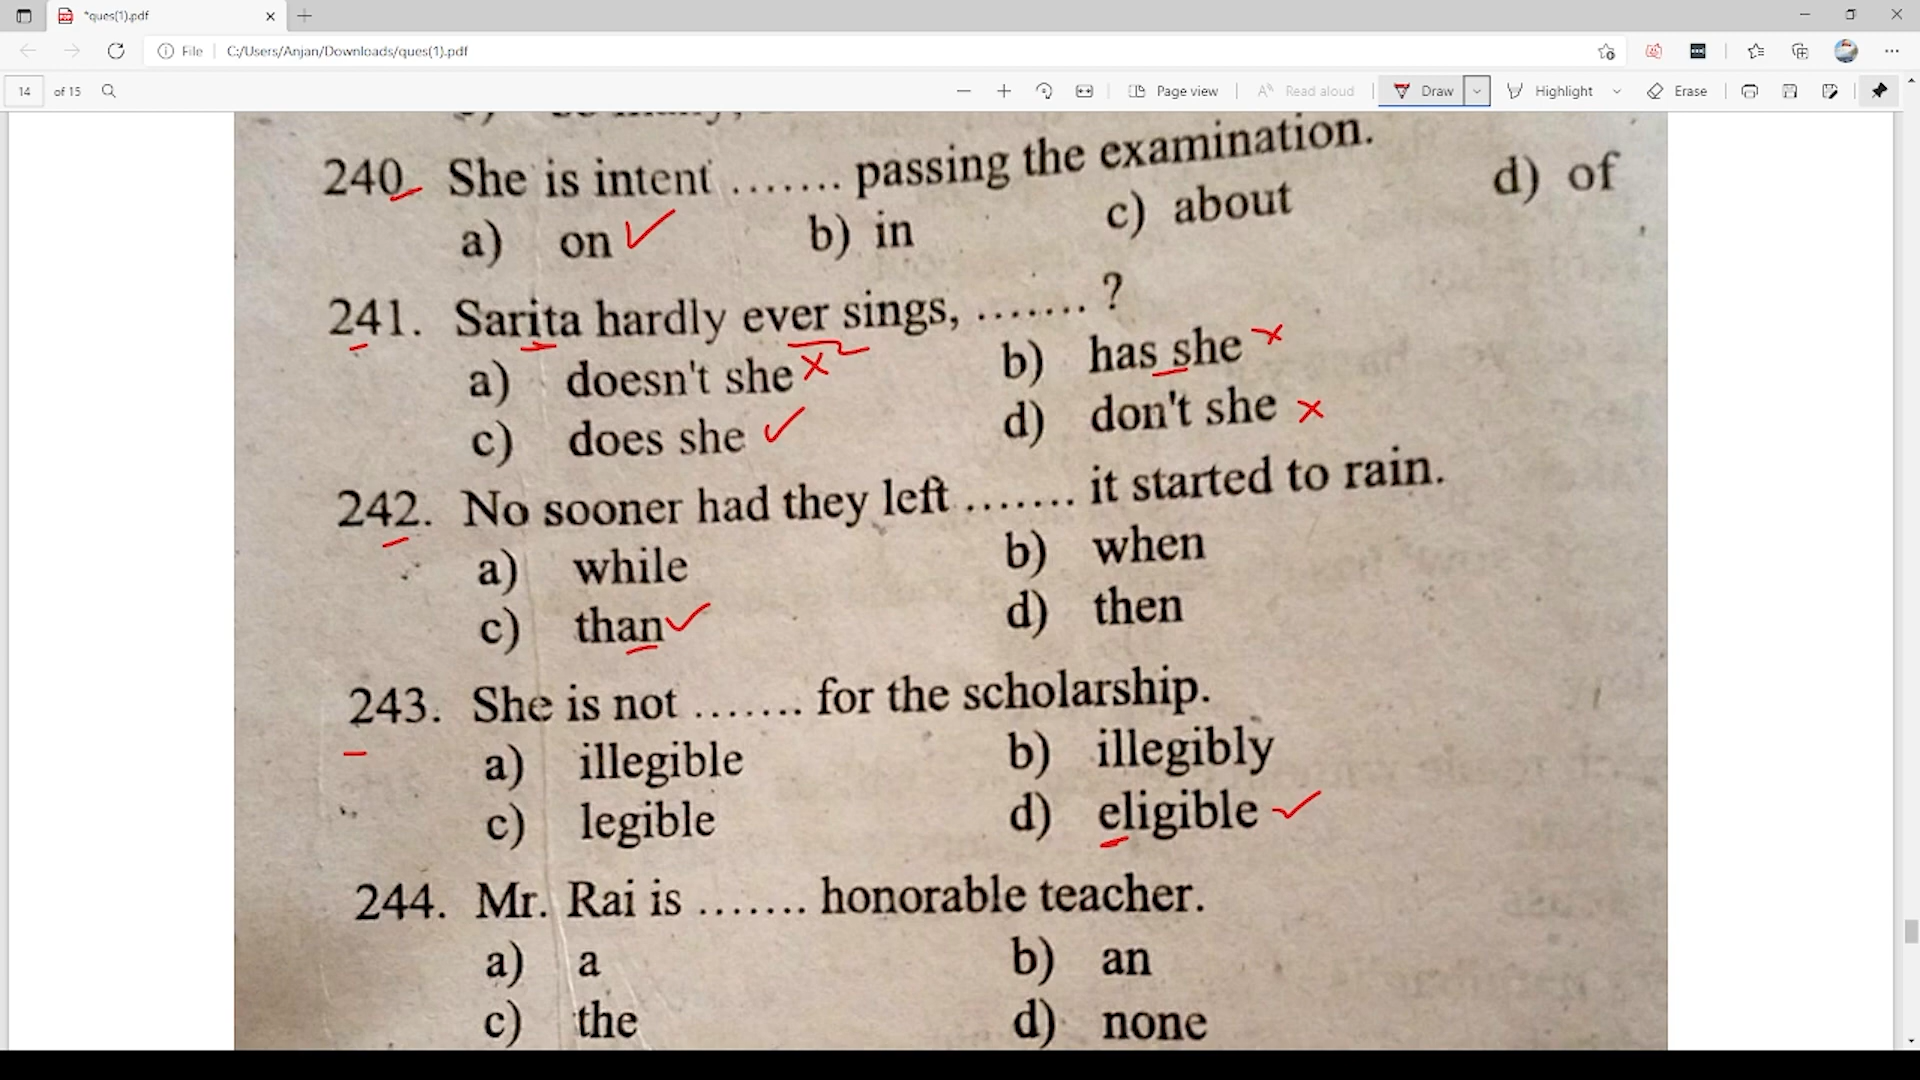 *ques(1).pdf
File C:/Users/Anjan/Downloads/ques(1).pdf
14 of 15 Page view Read aloud Draw Highlight Erase
240. She is intent ....... passing the examination.
a) on b) in c) about d) of
241. Sarita hardly ever sings, ....... ?
a) doesn't she b) has she
c) does she d) don't she
242. No sooner had they left ....... it started to rain.
a) while b) when
c) than d) then
243. She is not ....... for the scholarship.
a) illegible b) illegibly
c) legible d) eligible
244. Mr. Rai is ....... honorable teacher.
a) a b) an
c) the d) none